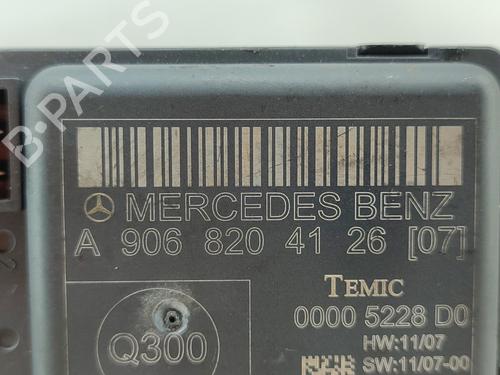 B-PARTS
MERCEDES BENZ
A 906 820 41 26 [07]
TEMIC
0000 5228 D0
Q300
HW:11/07
SW:11/07-00